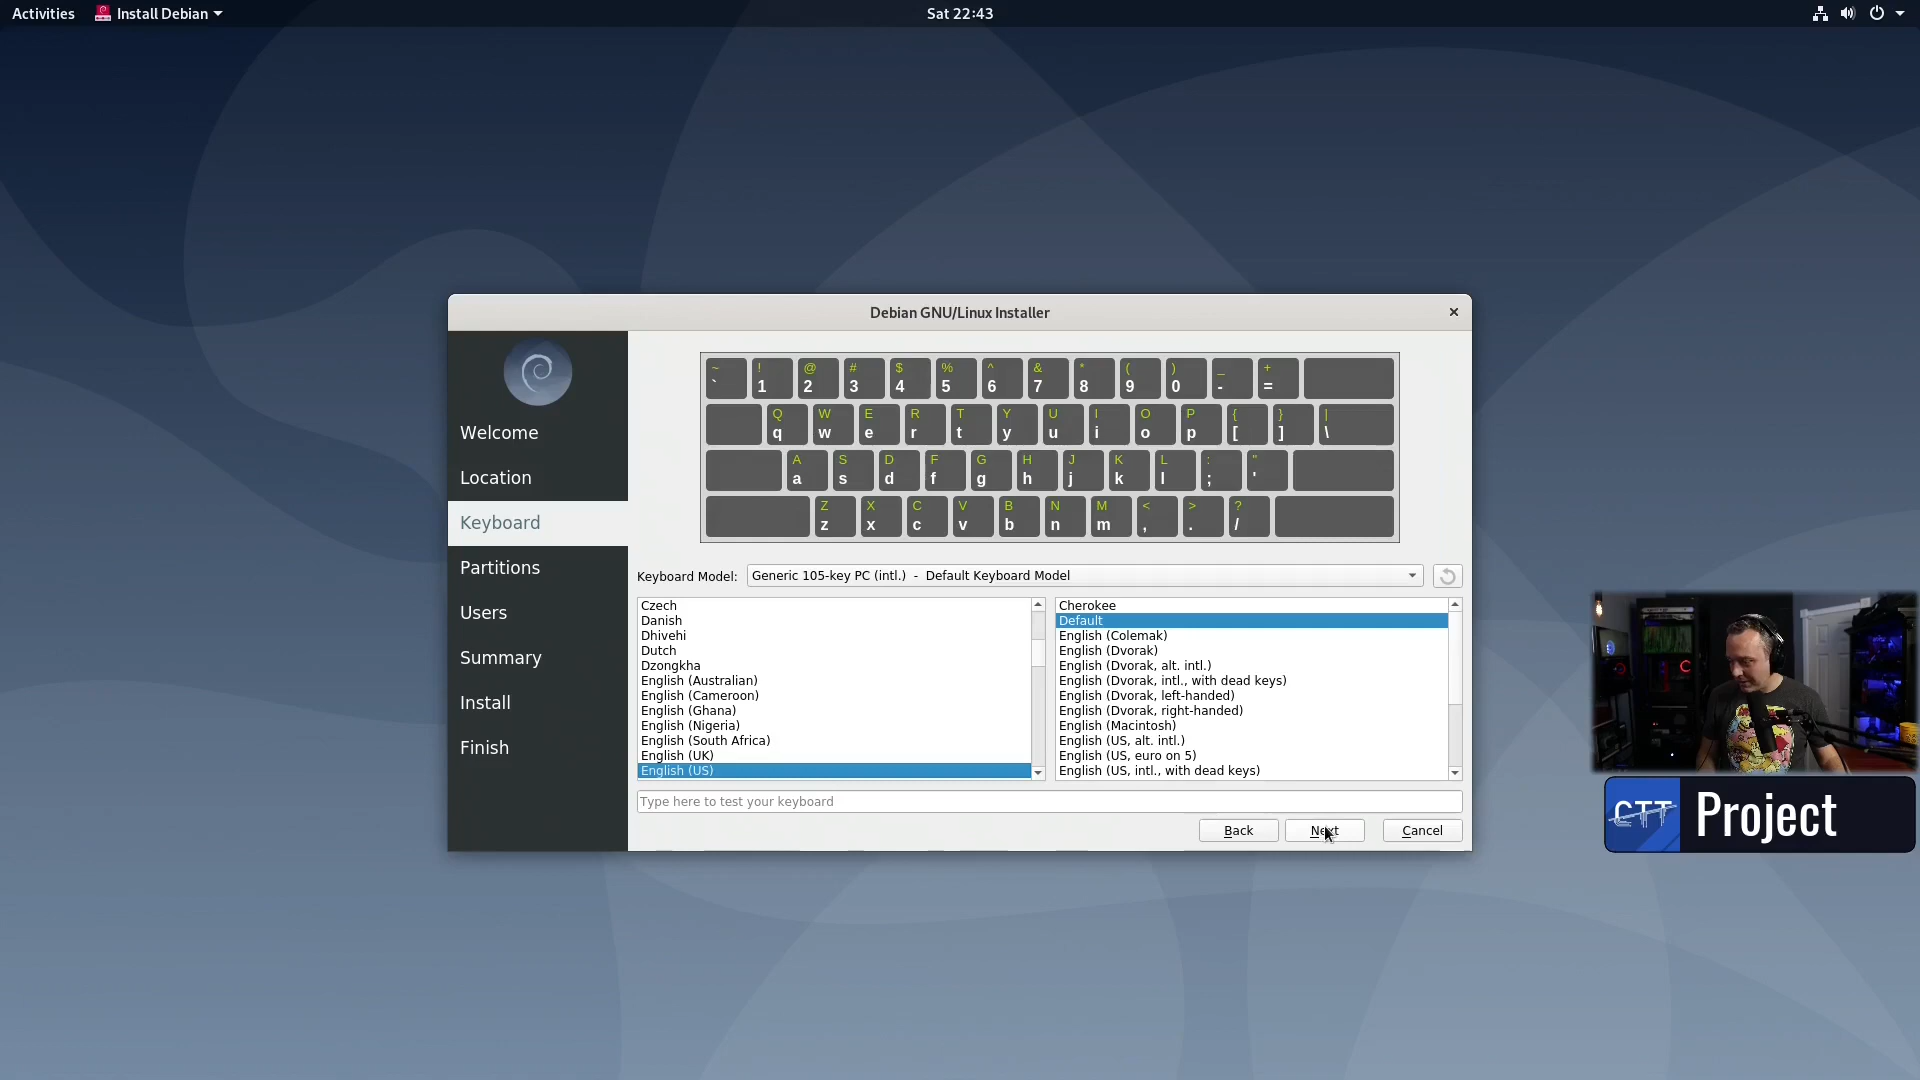 Activities Install Debian Sat 22:43
Debian GNU/Linux Installer
Welcome
Location
Keyboard
Partitions
Users
Summary
Install
Finish
~ ! @ # $ % ^ & * ( ) _ +
` 1 2 3 4 5 6 7 8 9 0 - =
Q W E R T Y U I O P { } |
q w e r t y u i o p [ ] \
A S D F G H J K L : "
a s d f g h j k l ; '
Z X C V B N M < > ?
z x c v b n m , . /
Keyboard Model: Generic 105-key PC (intl.) - Default Keyboard Model
Czech
Danish
Dhivehi
Dutch
Dzongkha
English (Australian)
English (Cameroon)
English (Ghana)
English (Nigeria)
English (South Africa)
English (UK)
English (US)
Cherokee
Default
English (Colemak)
English (Dvorak)
English (Dvorak, alt. intl.)
English (Dvorak, intl., with dead keys)
English (Dvorak, left-handed)
English (Dvorak, right-handed)
English (Macintosh)
English (US, alt. intl.)
English (US, euro on 5)
English (US, intl., with dead keys)
Type here to test your keyboard
Back Next Cancel
CTT Project